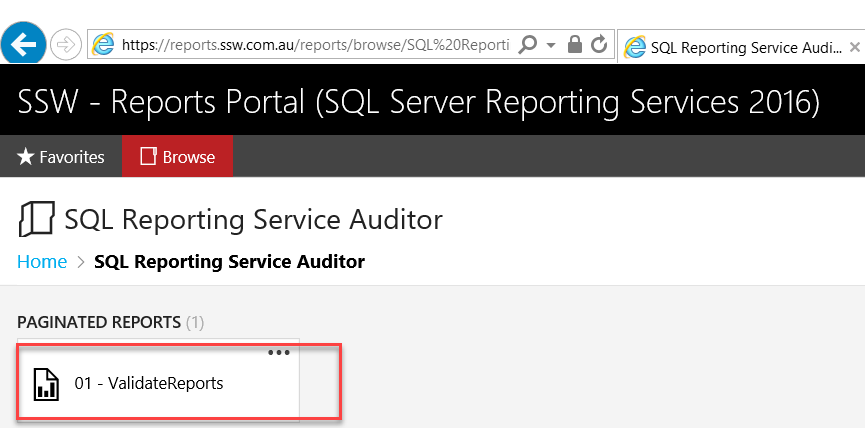 https://reports.ssw.com.au/reports/browse/SQL%20Reporti
SQL Reporting Service Audi...
SSW - Reports Portal (SQL Server Reporting Services 2016)
Favorites
Browse
SQL Reporting Service Auditor
Home > SQL Reporting Service Auditor
PAGINATED REPORTS (1)
01 - ValidateReports